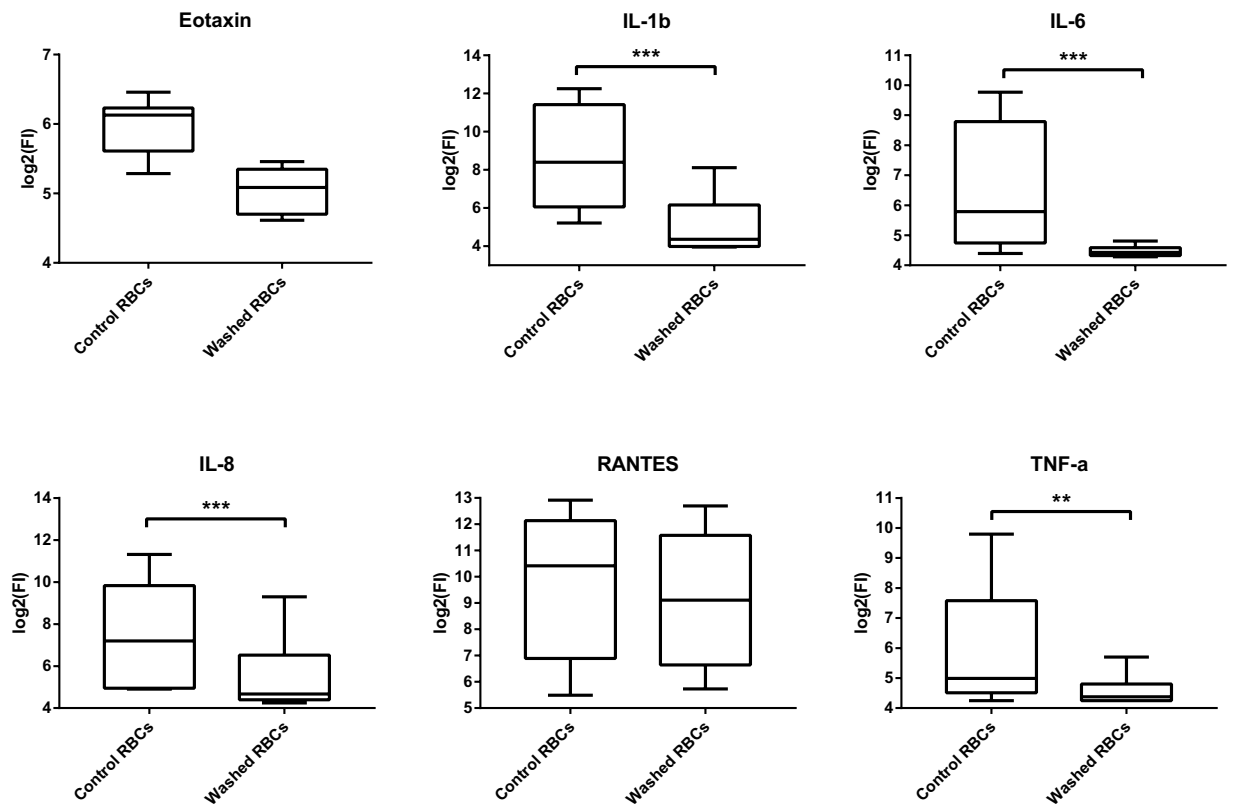 Eotaxin
7
6
5
4
log2(FI)
Control RBCs
Washed RBCs
IL-1b
***
14
12
10
8
6
4
log2(FI)
Control RBCs
Washed RBCs
IL-6
***
11
10
9
8
7
6
5
4
log2(FI)
Control RBCs
Washed RBCs
IL-8
***
14
12
10
8
6
4
log2(FI)
Control RBCs
Washed RBCs
RANTES
13
12
11
10
9
8
7
6
5
log2(FI)
Control RBCs
Washed RBCs
TNF-a
**
11
10
9
8
7
6
5
4
log2(FI)
Control RBCs
Washed RBCs